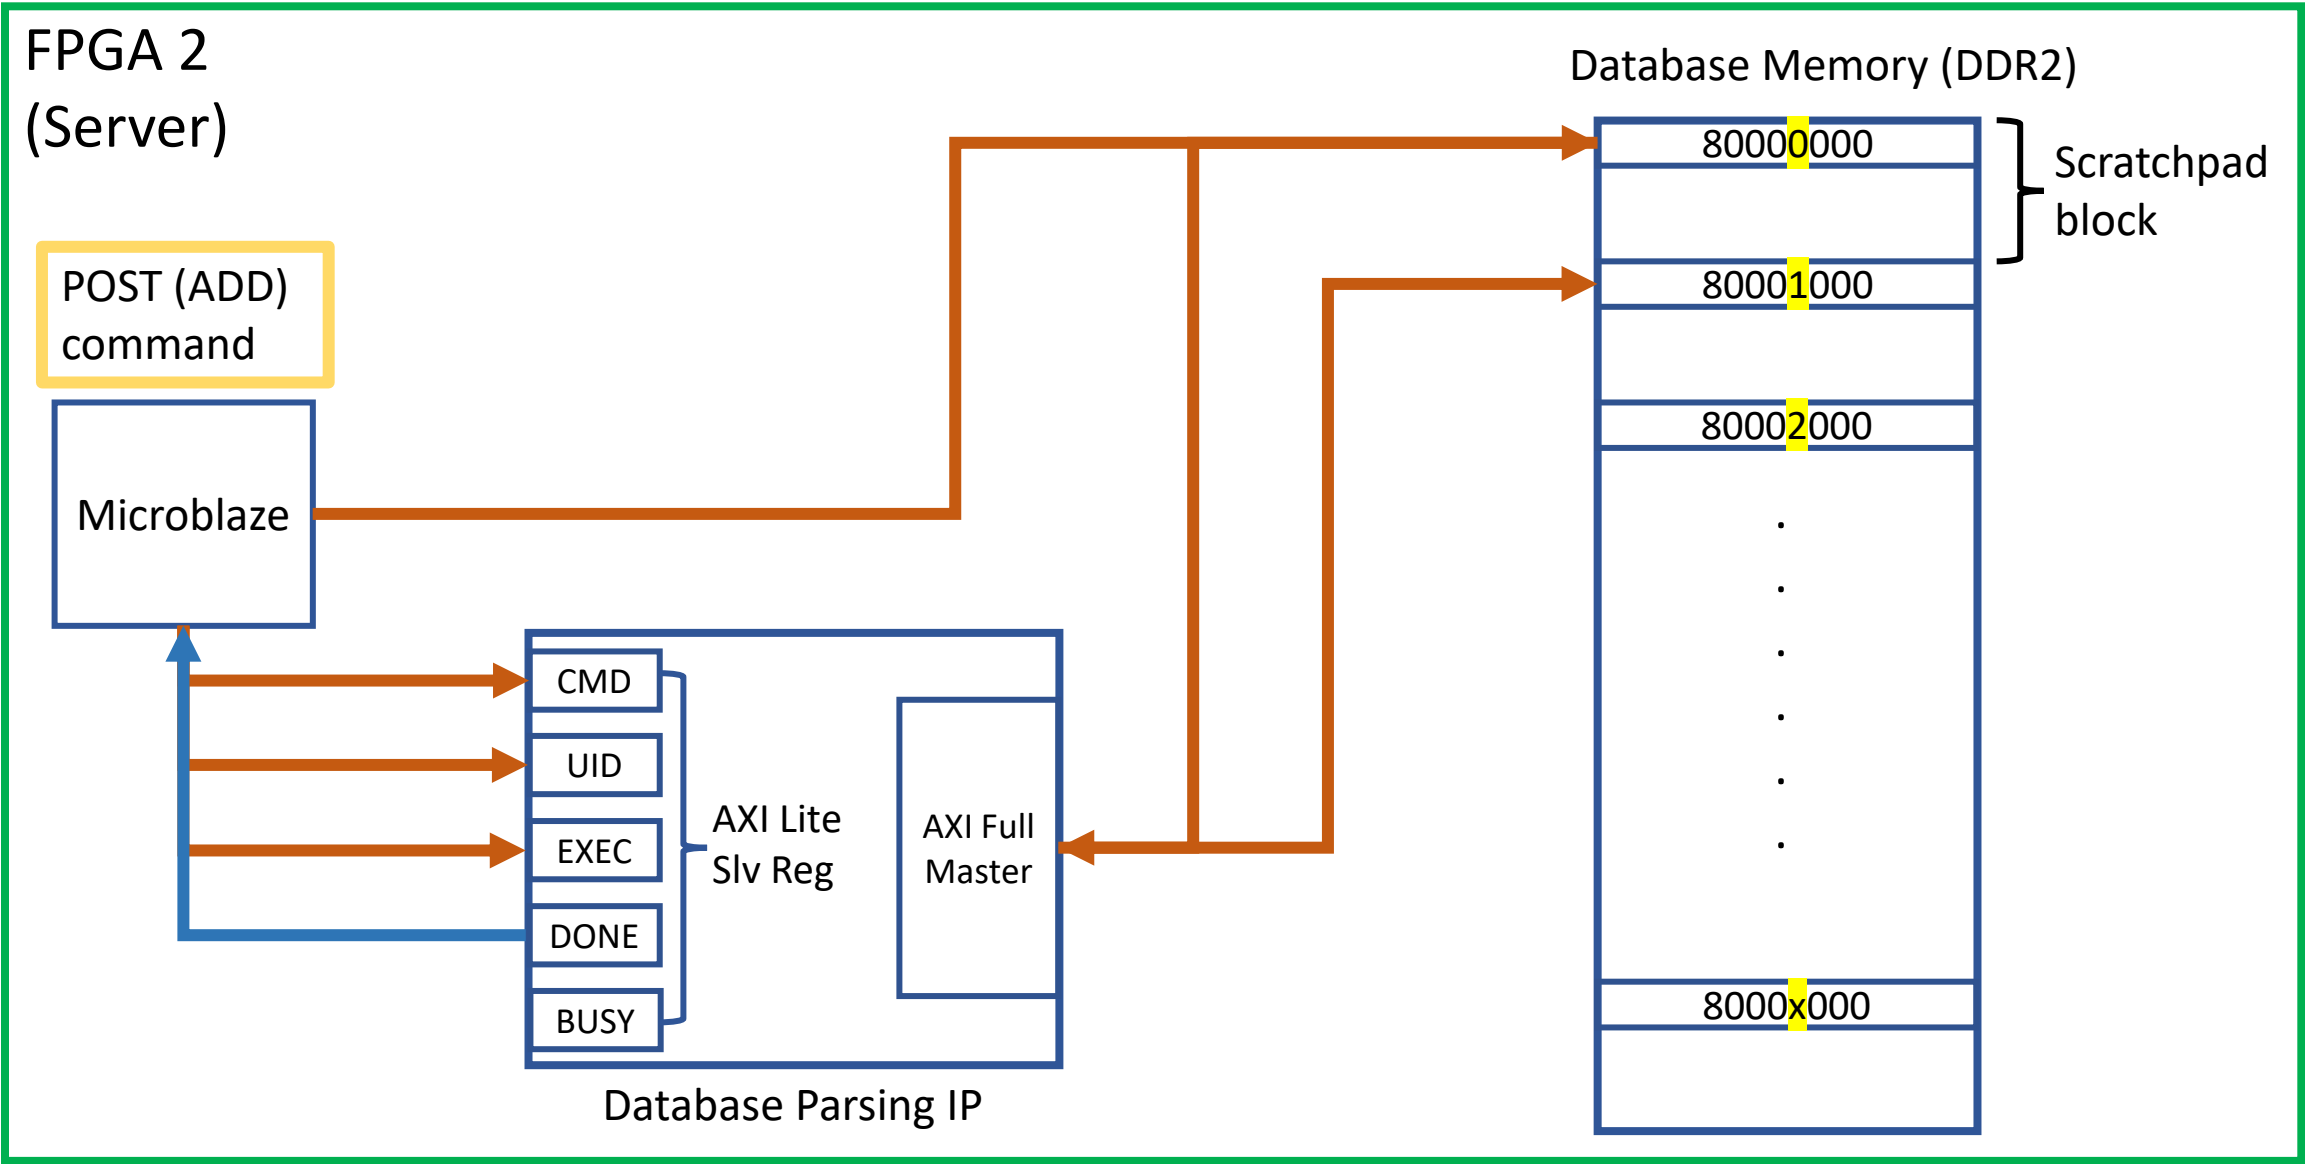 FPGA 2
(Server)
Database Memory (DDR2)
80000000
Scratchpad
block
POST (ADD)
command
80001000
80002000
Microblaze
.
.
.
.
.
.
CMD
UID
EXEC
DONE
BUSY
AXI Lite
Slv Reg
AXI Full
Master
8000x000
Database Parsing IP